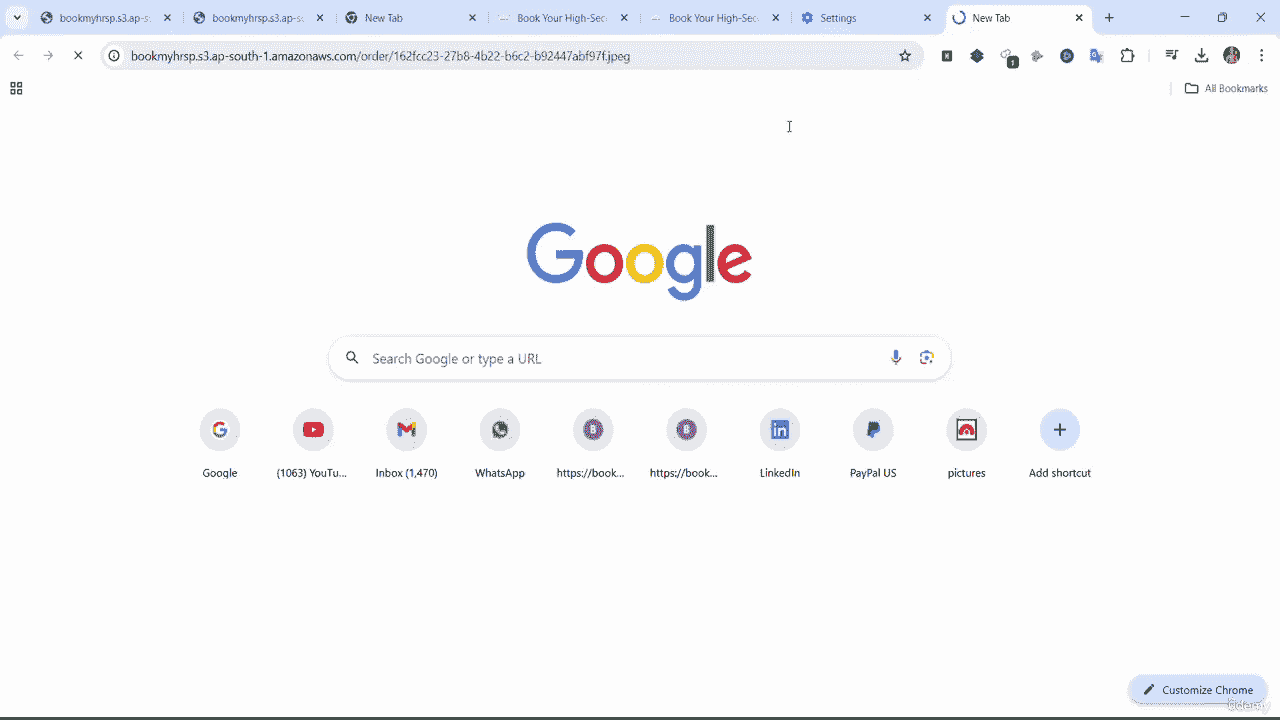 bookmyhrsp.s3.ap-s
bookmyhrsp.s3.ap-s
New Tab
Book Your High-Sec
Book Your High-Sec
Settings
New Tab
bookmyhrsp.s3.ap-south-1.amazonaws.com/order/162fcc23-27b8-4b22-b6c2-b92447abf97f.jpeg
1
All Bookmarks
Google
Search Google or type a URL
Google
(1063) YouTu...
Inbox (1,470)
WhatsApp
https://book...
https://book...
LinkedIn
PayPal US
pictures
Add shortcut
Customize Chrome
Udemy